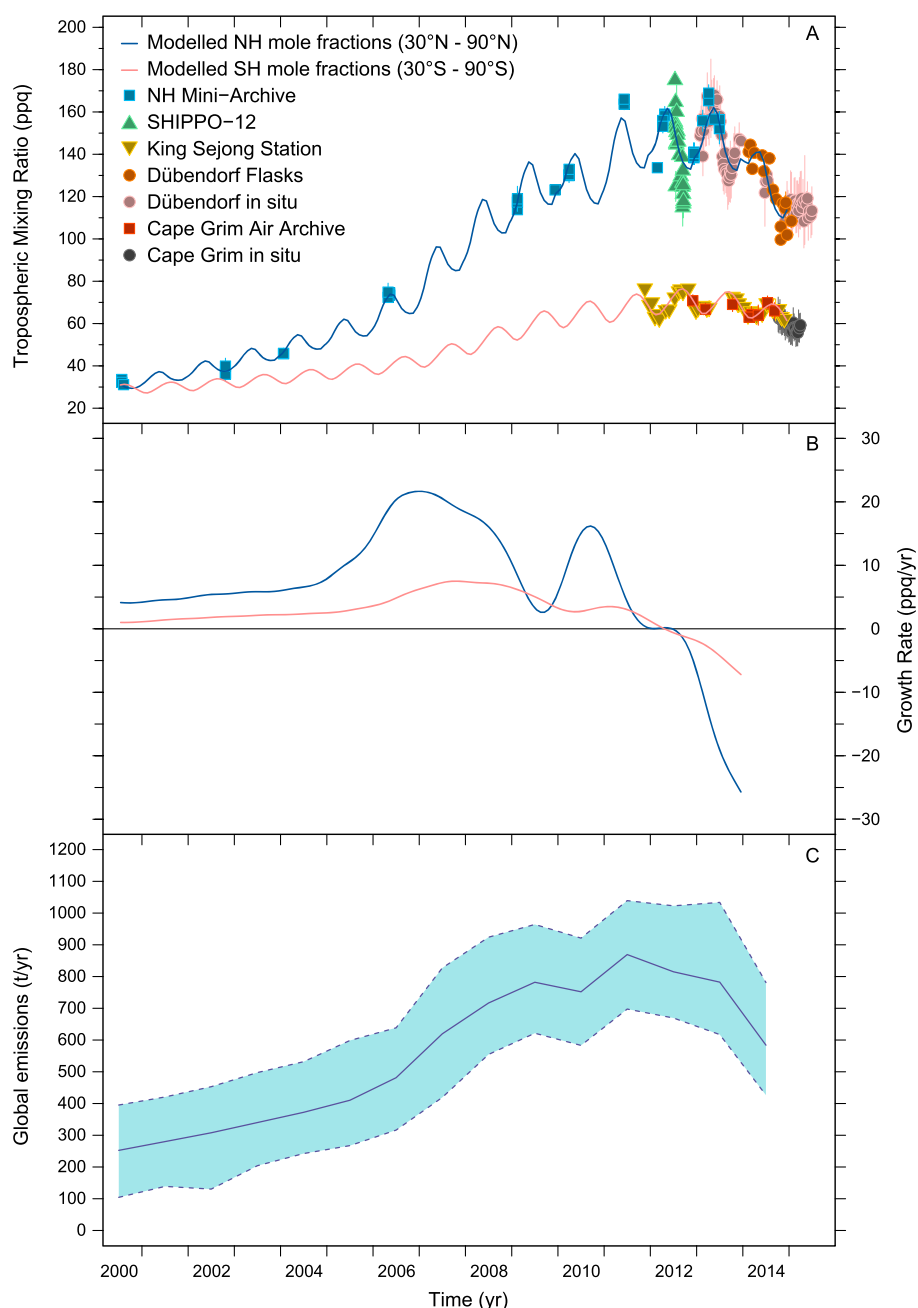 A
Tropospheric Mixing Ratio (ppq)
200
180
160
140
120
100
80
60
40
20
Modelled NH mole fractions (30°N - 90°N)
Modelled SH mole fractions (30°S - 90°S)
NH Mini−Archive
SHIPPO−12
King Sejong Station
Dübendorf Flasks
Dübendorf in situ
Cape Grim Air Archive
Cape Grim in situ
B
30
20
10
0
−10
−20
−30
Growth Rate (ppq/yr)
C
Global emissions (t/yr)
1200
1100
1000
900
800
700
600
500
400
300
200
100
0
2000 2002 2004 2006 2008 2010 2012 2014
Time (yr)